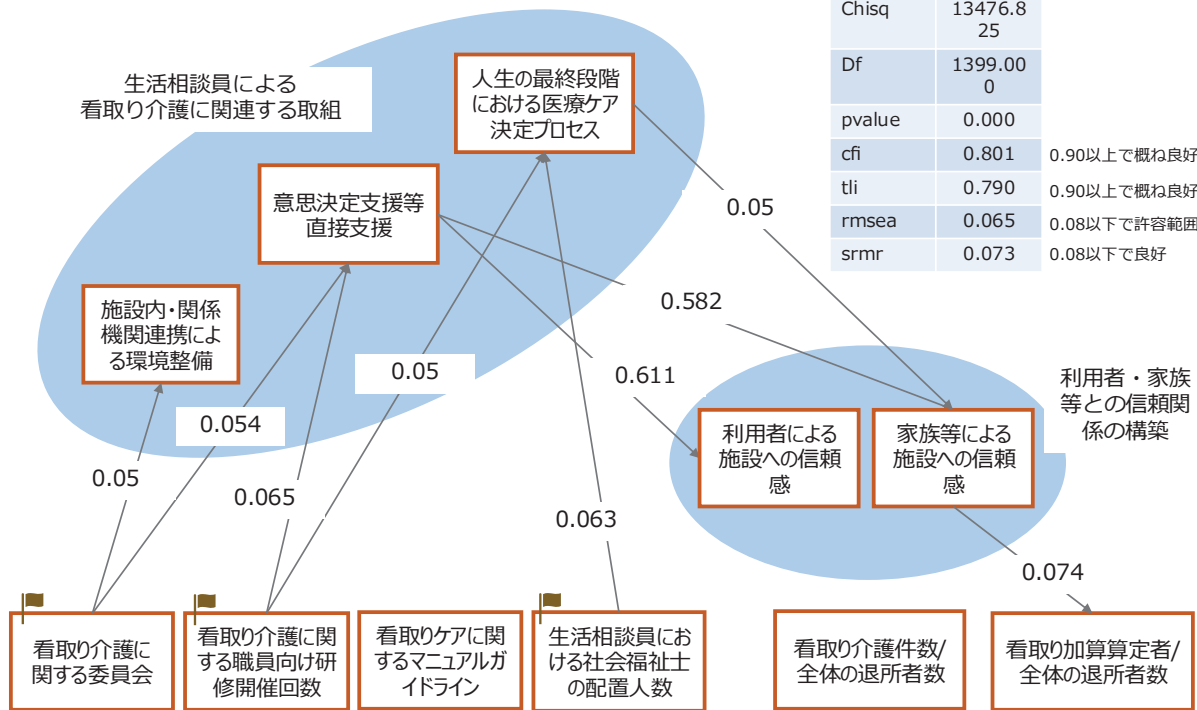 生活相談員による
看取り介護に関連する取組
人生の最終段階
における医療ケア
決定プロセス
意思決定支援等
直接支援
施設内・関係
機関連携によ
る環境整備
Chisq 13476.8
25
Df 1399.00
0
pvalue 0.000
cfi 0.801 0.90以上で概ね良好
tli 0.790 0.90以上で概ね良好
rmsea 0.065 0.08以下で許容範囲
srmr 0.073 0.08以下で良好
0.05
0.582
0.611
0.05
0.054
0.05
0.065
0.063
0.074
利用者・家族
等との信頼関
係の構築
利用者による
施設への信頼
感
家族等による
施設への信頼
感
看取り介護に
関する委員会
看取り介護に関
する職員向け研
修開催回数
看取りケアに関
するマニュアルガ
イドライン
生活相談員にお
ける社会福祉士
の配置人数
看取り介護件数/
全体の退所者数
看取り加算算定者/
全体の退所者数